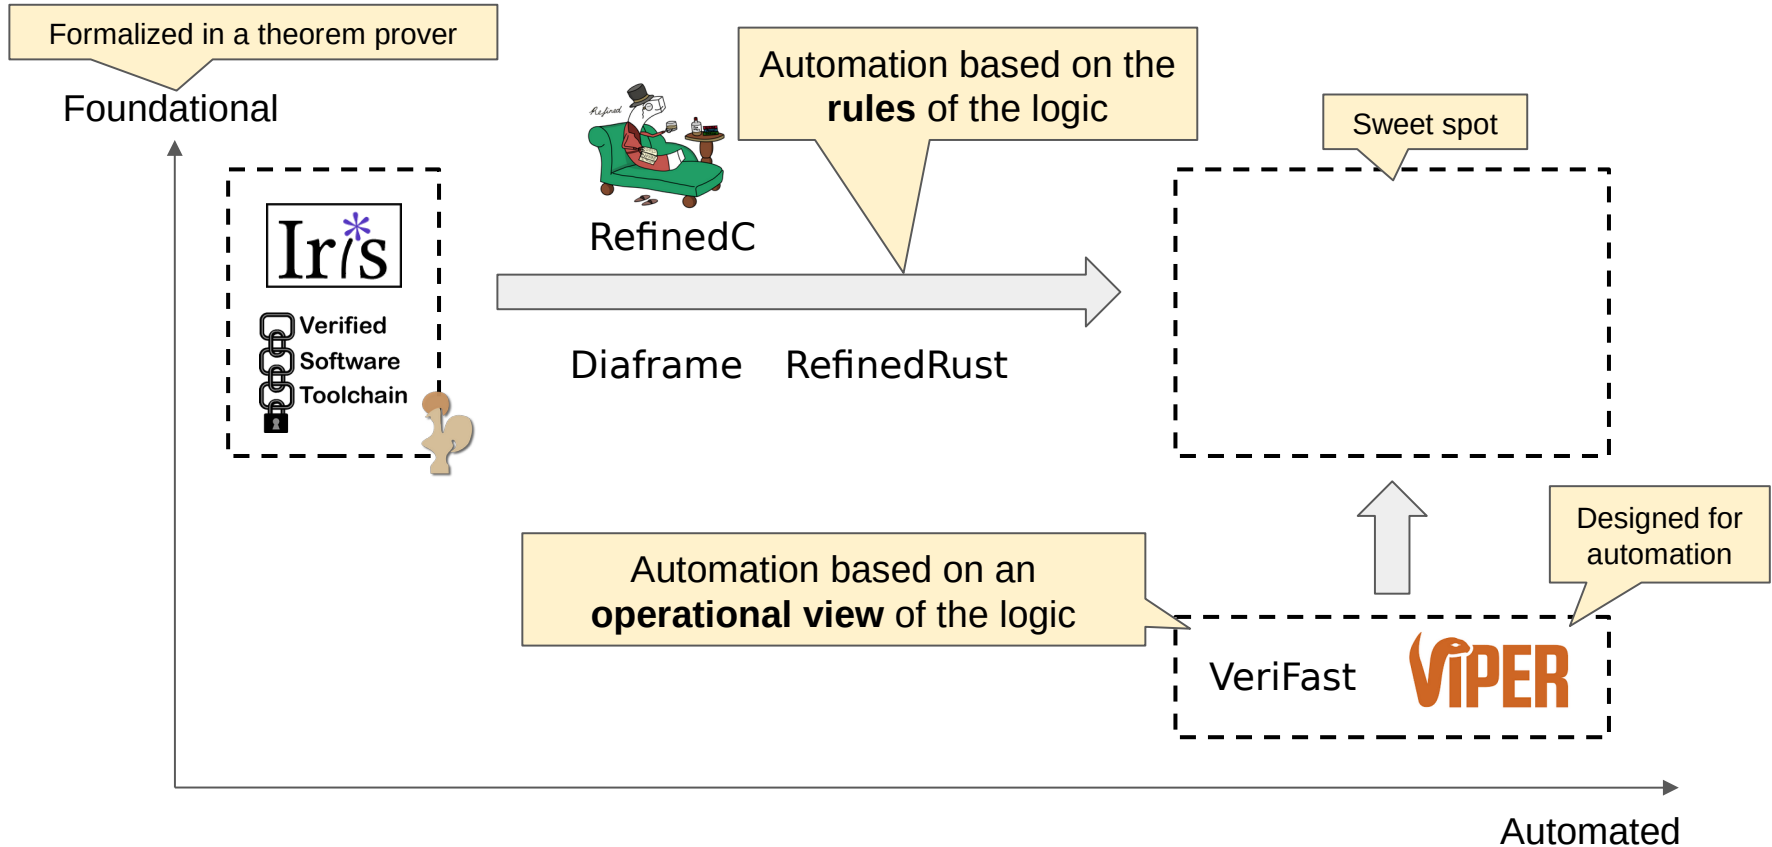 Formalized in a theorem prover
Foundational
Refined
Automation based on the
rules of the logic
Sweet spot
Iris
RefinedC
Verified
Software
Toolchain
Diaframe RefinedRust
Designed for
automation
Automation based on an
operational view of the logic
VeriFast VIPER
Automated